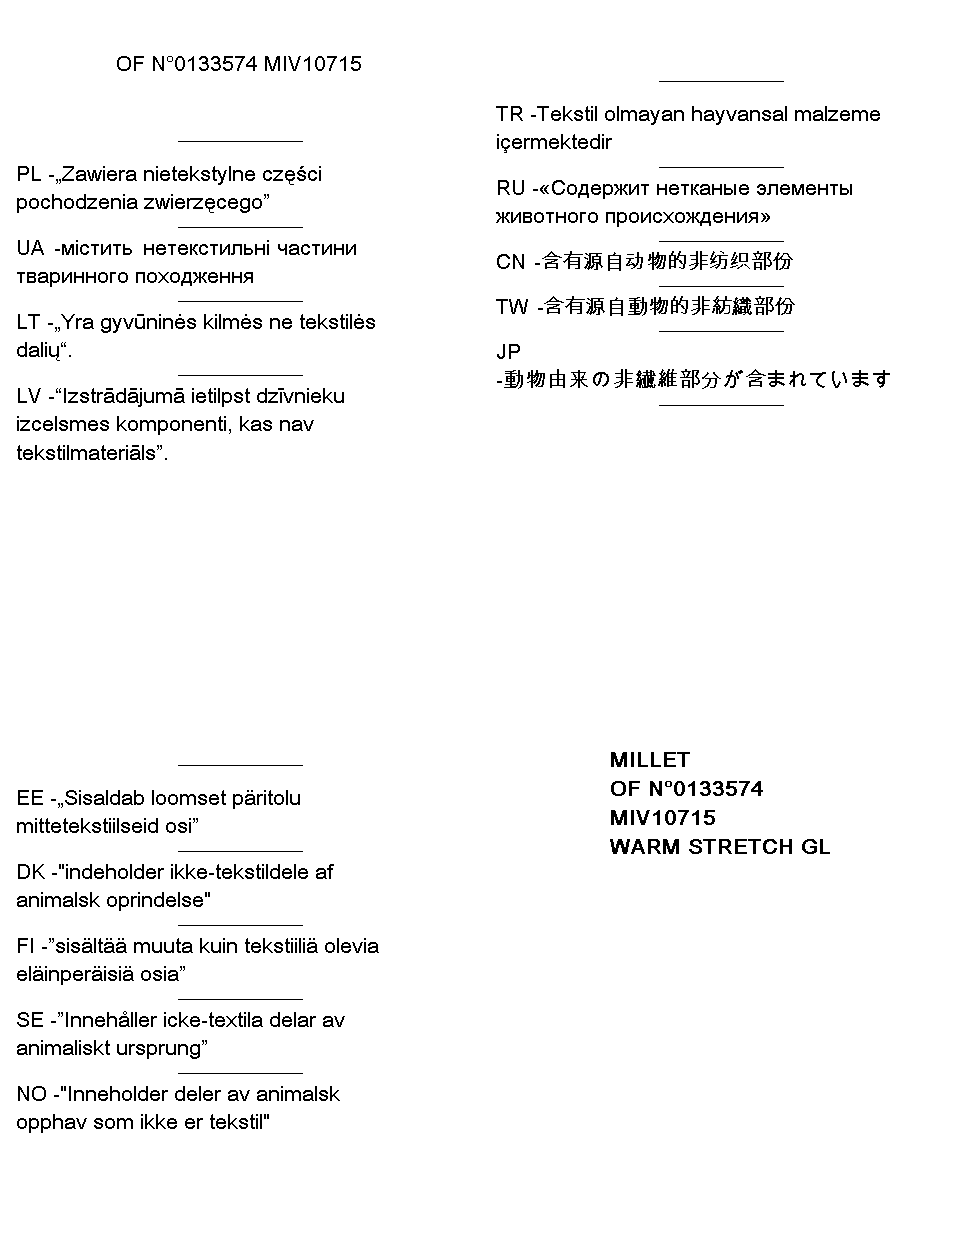 OF N°0133574 MIV10715
PL -„Zawiera nietekstylne części
pochodzenia zwierzęcego”
UA -містить нетекстильні частини
тваринного походження
LT -„Yra gyvūninės kilmės ne tekstilės
dalių“.
LV -“Izstrādājumā ietilpst dzīvnieku
izcelsmes komponenti, kas nav
tekstilmateriāls”.
TR -Tekstil olmayan hayvansal malzeme
içermektedir
RU -«Содержит нетканые элементы
животного происхождения»
CN -含有源自动物的非纺织部份
TW -含有源自動物的非紡織部份
JP
-動物由来の非繊維部分が含まれています
EE -„Sisaldab loomset päritolu
mittetekstiilseid osi”
DK -"indeholder ikke-tekstildele af
animalsk oprindelse"
FI -”sisältää muuta kuin tekstiiliä olevia
eläinperäisiä osia”
SE -”Innehåller icke-textila delar av
animaliskt ursprung”
NO -"Inneholder deler av animalsk
opphav som ikke er tekstil"
MILLET
OF N°0133574
MIV10715
WARM STRETCH GL